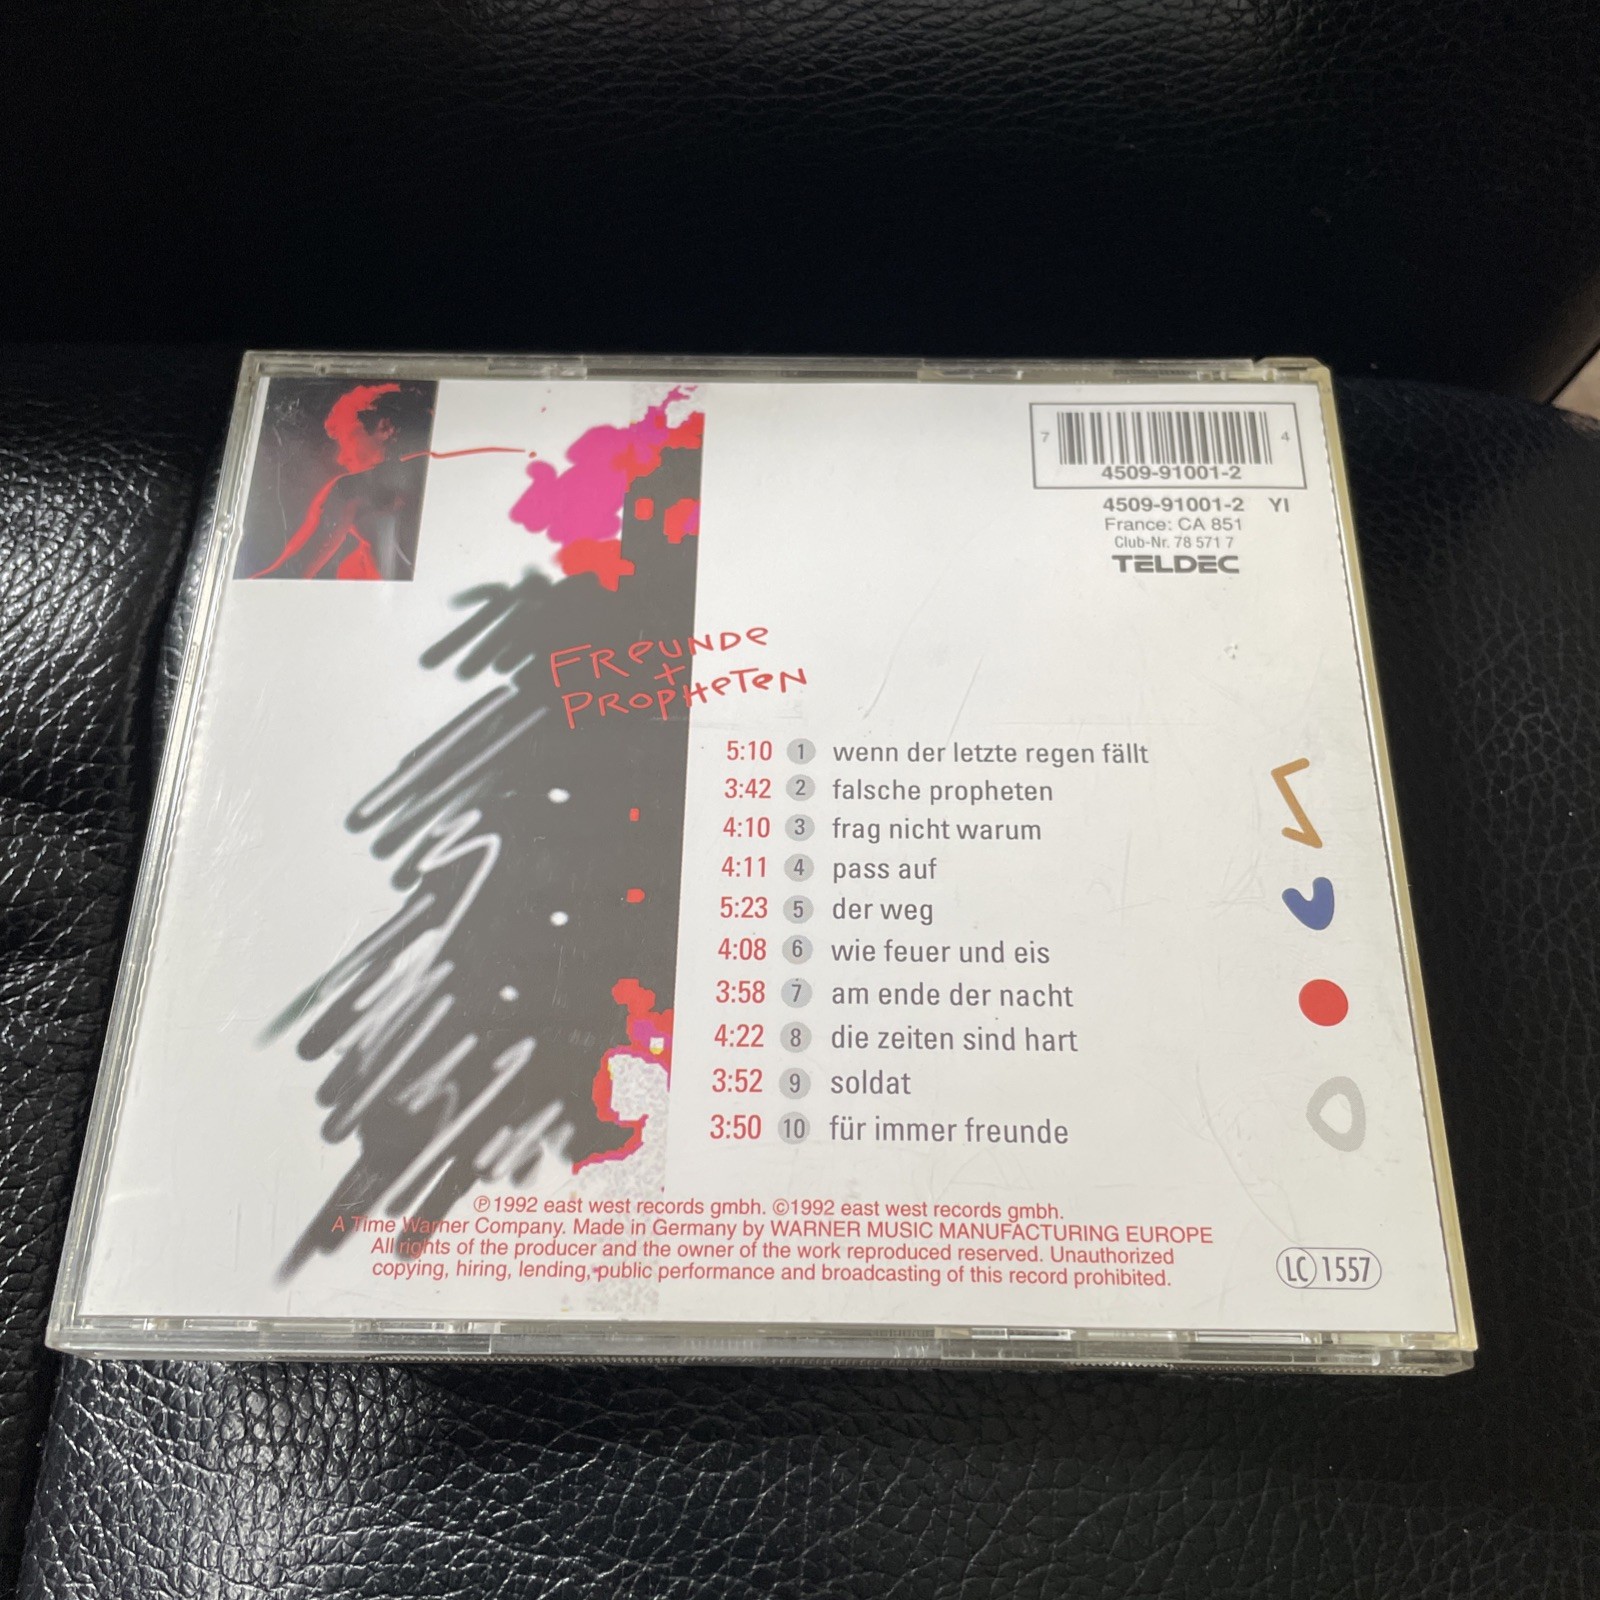 7 4
4509-91001-2
4509-91001-2 YI
France: CA 851
Club-Nr. 78 571 7
TELDEC
FReUNDe
+
PROPHeTeN
5:10 1 wenn der letzte regen fällt
3:42 2 falsche propheten
4:10 3 frag nicht warum
4:11 4 pass auf
5:23 5 der weg
4:08 6 wie feuer und eis
3:58 7 am ende der nacht
4:22 8 die zeiten sind hart
3:52 9 soldat
3:50 10 für immer freunde
℗1992 east west records gmbh. ©1992 east west records gmbh.
A Time Warner Company. Made in Germany by WARNER MUSIC MANUFACTURING EUROPE
All rights of the producer and the owner of the work reproduced reserved. Unauthorized
copying, hiring, lending, public performance and broadcasting of this record prohibited.
LC 1557